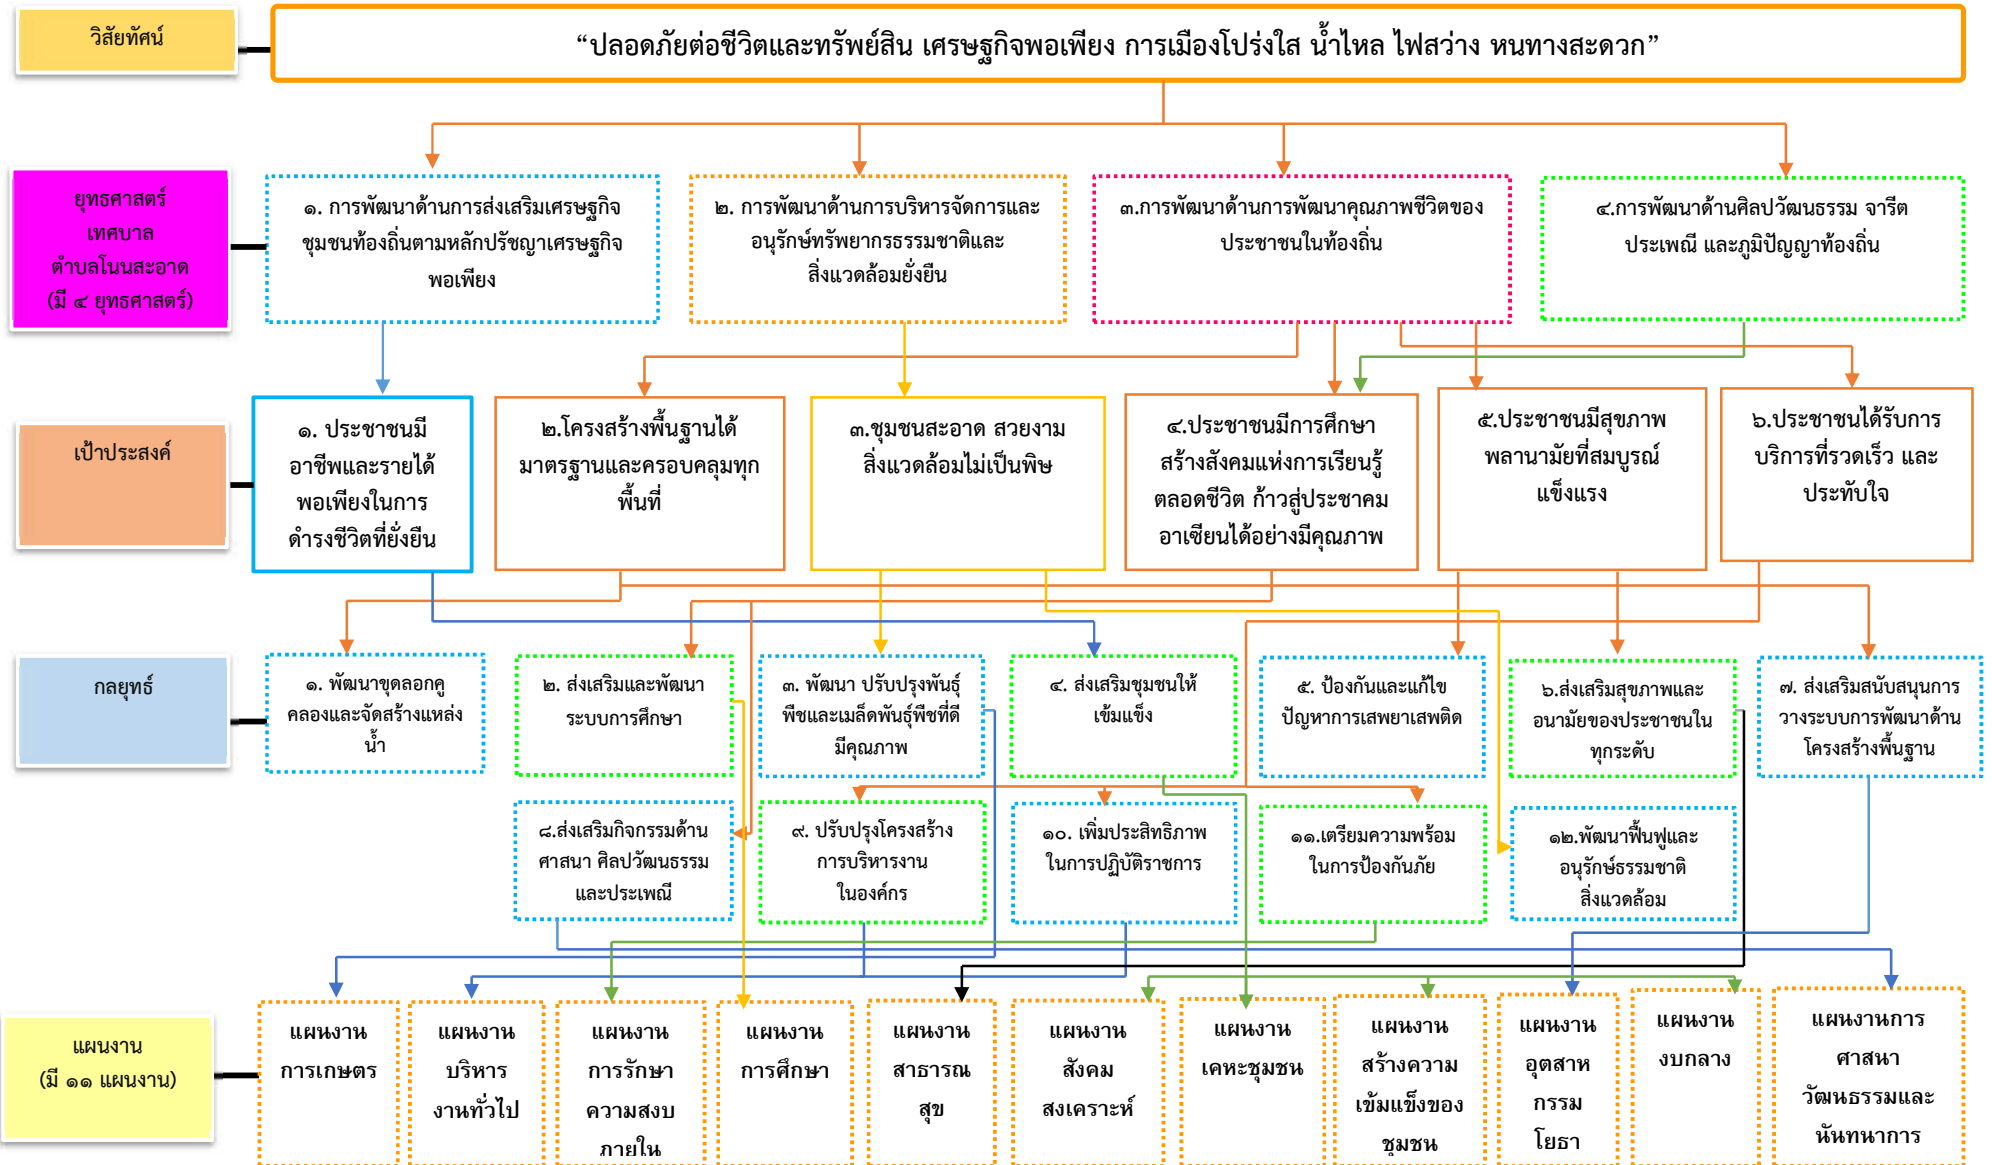 วิสัยทัศน์
“ปลอดภัยต่อชีวิตและทรัพย์สิน เศรษฐกิจพอเพียง การเมืองโปร่งใส น้ำไหล ไฟสว่าง หนทางสะดวก”
ยุทธศาสตร์
เทศบาล
ตำบลโนนสะอาด
(มี ๔ ยุทธศาสตร์)
๑. การพัฒนาด้านการส่งเสริมเศรษฐกิจ
ชุมชนท้องถิ่นตามหลักปรัชญาเศรษฐกิจ
พอเพียง
๒. การพัฒนาด้านการบริหารจัดการและ
อนุรักษ์ทรัพยากรธรรมชาติและ
สิ่งแวดล้อมยั่งยืน
๓.การพัฒนาด้านการพัฒนาคุณภาพชีวิตของ
ประชาชนในท้องถิ่น
๔.การพัฒนาด้านศิลปวัฒนธรรม จารีต
ประเพณี และภูมิปัญญาท้องถิ่น
เป้าประสงค์
๑. ประชาชนมี
อาชีพและรายได้
พอเพียงในการ
ดำรงชีวิตที่ยั่งยืน
๒.โครงสร้างพื้นฐานได้
มาตรฐานและครอบคลุมทุก
พื้นที่
๓.ชุมชนสะอาด สวยงาม
สิ่งแวดล้อมไม่เป็นพิษ
๔.ประชาชนมีการศึกษา
สร้างสังคมแห่งการเรียนรู้
ตลอดชีวิต ก้าวสู่ประชาคม
อาเซียนได้อย่างมีคุณภาพ
๕.ประชาชนมีสุขภาพ
พลานามัยที่สมบูรณ์
แข็งแรง
๖.ประชาชนได้รับการ
บริการที่รวดเร็ว และ
ประทับใจ
กลยุทธ์
๑. พัฒนาขุดลอกคู
คลองและจัดสร้างแหล่ง
น้ำ
๒. ส่งเสริมและพัฒนา
ระบบการศึกษา
๓. พัฒนา ปรับปรุงพันธุ์
พืชและเมล็ดพันธุ์พืชที่ดี
มีคุณภาพ
๔. ส่งเสริมชุมชนให้
เข้มแข็ง
๕. ป้องกันและแก้ไข
ปัญหาการเสพยาเสพติด
๖.ส่งเสริมสุขภาพและ
อนามัยของประชาชนใน
ทุกระดับ
๗. ส่งเสริมสนับสนุนการ
วางระบบการพัฒนาด้าน
โครงสร้างพื้นฐาน
๘.ส่งเสริมกิจกรรมด้าน
ศาสนา ศิลปวัฒนธรรม
และประเพณี
๙. ปรับปรุงโครงสร้าง
การบริหารงาน
ในองค์กร
๑๐. เพิ่มประสิทธิภาพ
ในการปฏิบัติราชการ
๑๑.เตรียมความพร้อม
ในการป้องกันภัย
๑๒.พัฒนาฟื้นฟูและ
อนุรักษ์ธรรมชาติ
สิ่งแวดล้อม
แผนงาน
(มี ๑๑ แผนงาน)
แผนงาน
การเกษตร
แผนงาน
บริหาร
งานทั่วไป
แผนงาน
การรักษา
ความสงบ
ภายใน
แผนงาน
การศึกษา
แผนงาน
สาธารณ
สุข
แผนงาน
สังคม
สงเคราะห์
แผนงาน
เคหะชุมชน
แผนงาน
สร้างความ
เข้มแข็งของ
ชุมชน
แผนงาน
อุตสาห
กรรม
โยธา
แผนงาน
งบกลาง
แผนงานการ
ศาสนา
วัฒนธรรมและ
นันทนาการ